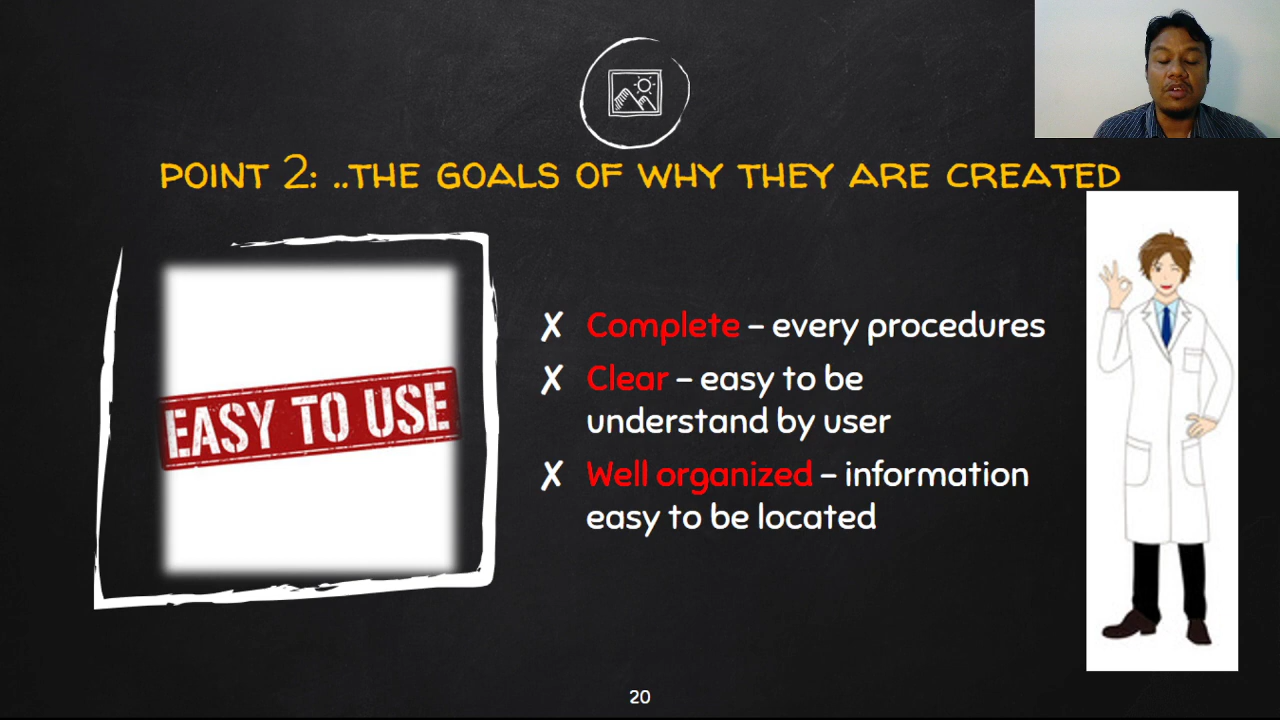 POINT 2: ..THE GOALS OF WHY THEY ARE CREATED
EASY TO USE
✗ Complete – every procedures
✗ Clear – easy to be
understand by user
✗ Well organized – information
easy to be located
20